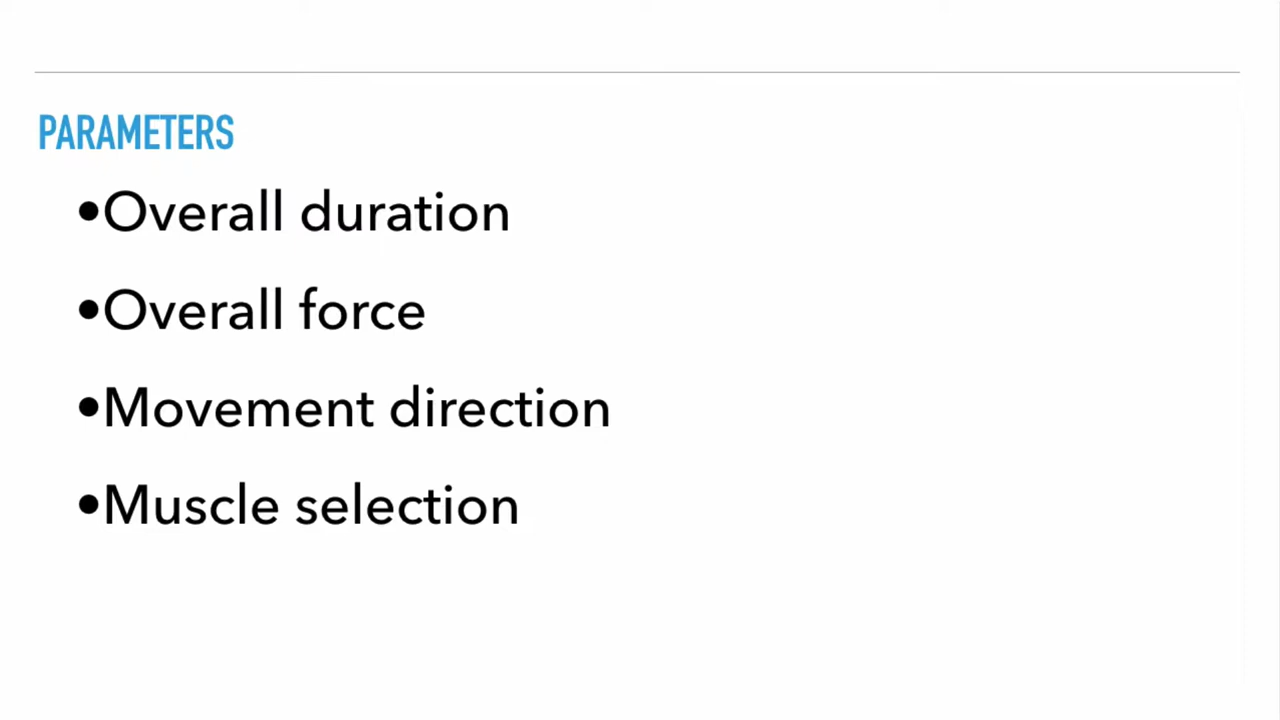 PARAMETERS
•Overall duration
•Overall force
•Movement direction
•Muscle selection